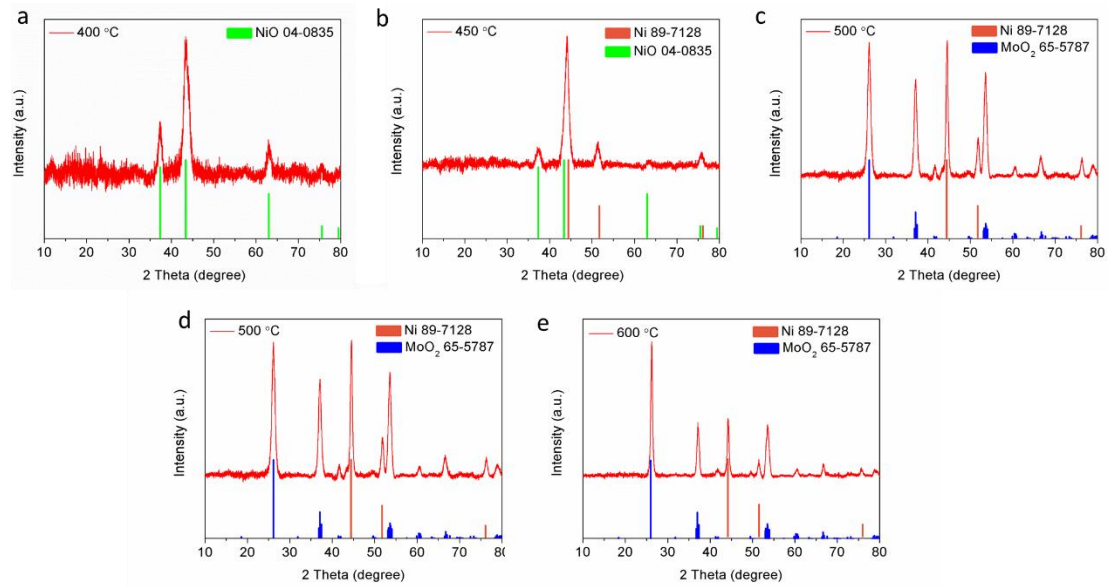 a
400 °C
NiO 04-0835
Intensity (a.u.)
10 20 30 40 50 60 70 80
2 Theta (degree)
b
450 °C
Ni 89-7128
NiO 04-0835
Intensity (a.u.)
10 20 30 40 50 60 70 80
2 Theta (degree)
c
500 °C
Ni 89-7128
MoO2 65-5787
Intensity (a.u.)
10 20 30 40 50 60 70 80
2 Theta (degree)
d
500 °C
Ni 89-7128
MoO2 65-5787
Intensity (a.u.)
10 20 30 40 50 60 70 80
2 Theta (degree)
e
600 °C
Ni 89-7128
MoO2 65-5787
Intensity (a.u.)
10 20 30 40 50 60 70 80
2 Theta (degree)